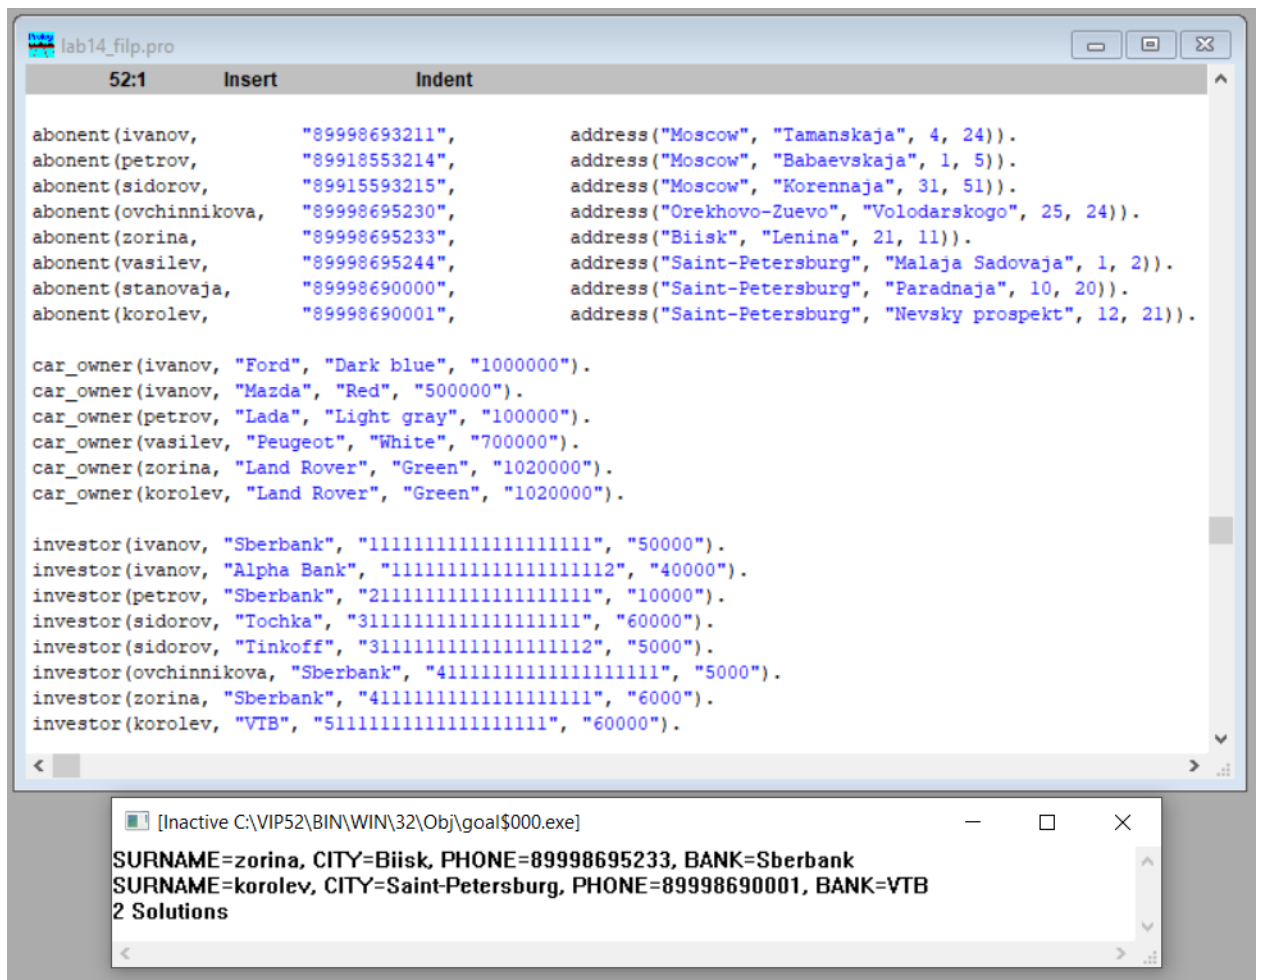 lab14_filp.pro
52:1 Insert Indent
abonent(ivanov, "89998693211", address("Moscow", "Tamanskaja", 4, 24)).
abonent(petrov, "89918553214", address("Moscow", "Babaevskaja", 1, 5)).
abonent(sidorov, "89915593215", address("Moscow", "Korennaja", 31, 51)).
abonent(ovchinnikova, "89998695230", address("Orekhovo-Zuevo", "Volodarskogo", 25, 24)).
abonent(zorina, "89998695233", address("Biisk", "Lenina", 21, 11)).
abonent(vasilev, "89998695244", address("Saint-Petersburg", "Malaja Sadovaja", 1, 2)).
abonent(stanovaja, "89998690000", address("Saint-Petersburg", "Paradnaja", 10, 20)).
abonent(korolev, "89998690001", address("Saint-Petersburg", "Nevsky prospekt", 12, 21)).
car_owner(ivanov, "Ford", "Dark blue", "1000000").
car_owner(ivanov, "Mazda", "Red", "500000").
car_owner(petrov, "Lada", "Light gray", "100000").
car_owner(vasilev, "Peugeot", "White", "700000").
car_owner(zorina, "Land Rover", "Green", "1020000").
car_owner(korolev, "Land Rover", "Green", "1020000").
investor(ivanov, "Sberbank", "11111111111111111111", "50000").
investor(ivanov, "Alpha Bank", "11111111111111111112", "40000").
investor(petrov, "Sberbank", "21111111111111111111", "10000").
investor(sidorov, "Tochka", "31111111111111111111", "60000").
investor(sidorov, "Tinkoff", "31111111111111111112", "5000").
investor(ovchinnikova, "Sberbank", "41111111111111111111", "5000").
investor(zorina, "Sberbank", "41111111111111111111", "6000").
investor(korolev, "VTB", "51111111111111111111", "60000").
[Inactive C:\VIP52\BIN\WIN\32\Obj\goal$000.exe]
SURNAME=zorina, CITY=Biisk, PHONE=89998695233, BANK=Sberbank
SURNAME=korolev, CITY=Saint-Petersburg, PHONE=89998690001, BANK=VTB
2 Solutions